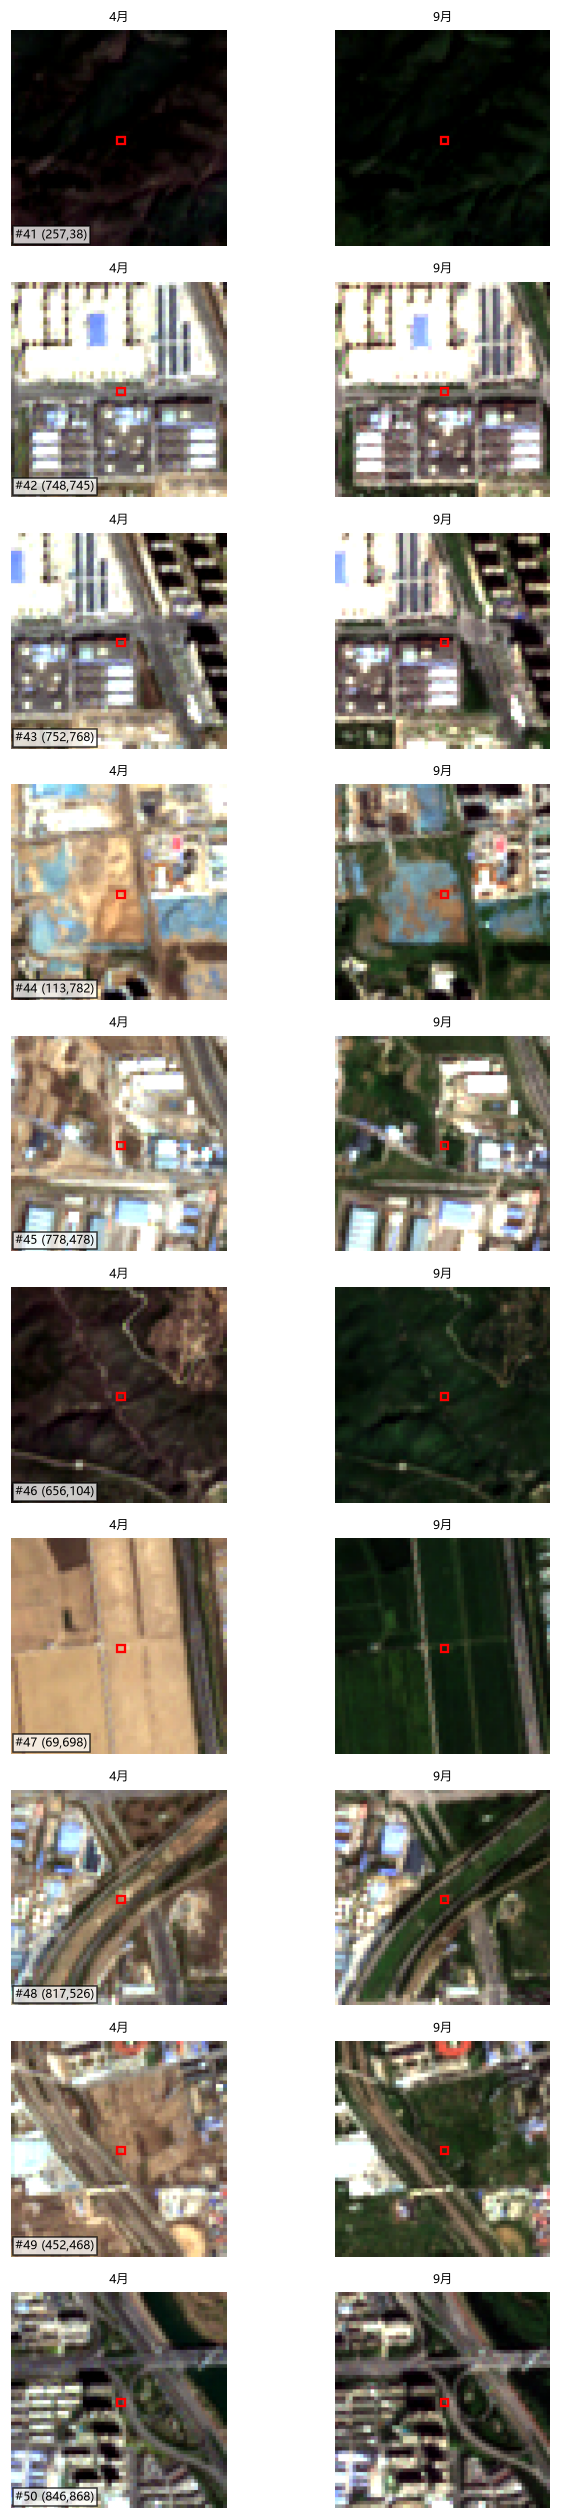 4月 9月
#41 (257,38)
4月 9月
#42 (748,745)
4月 9月
#43 (752,768)
4月 9月
#44 (113,782)
4月 9月
#45 (778,478)
4月 9月
#46 (656,104)
4月 9月
#47 (69,698)
4月 9月
#48 (817,526)
4月 9月
#49 (452,468)
4月 9月
#50 (846,868)